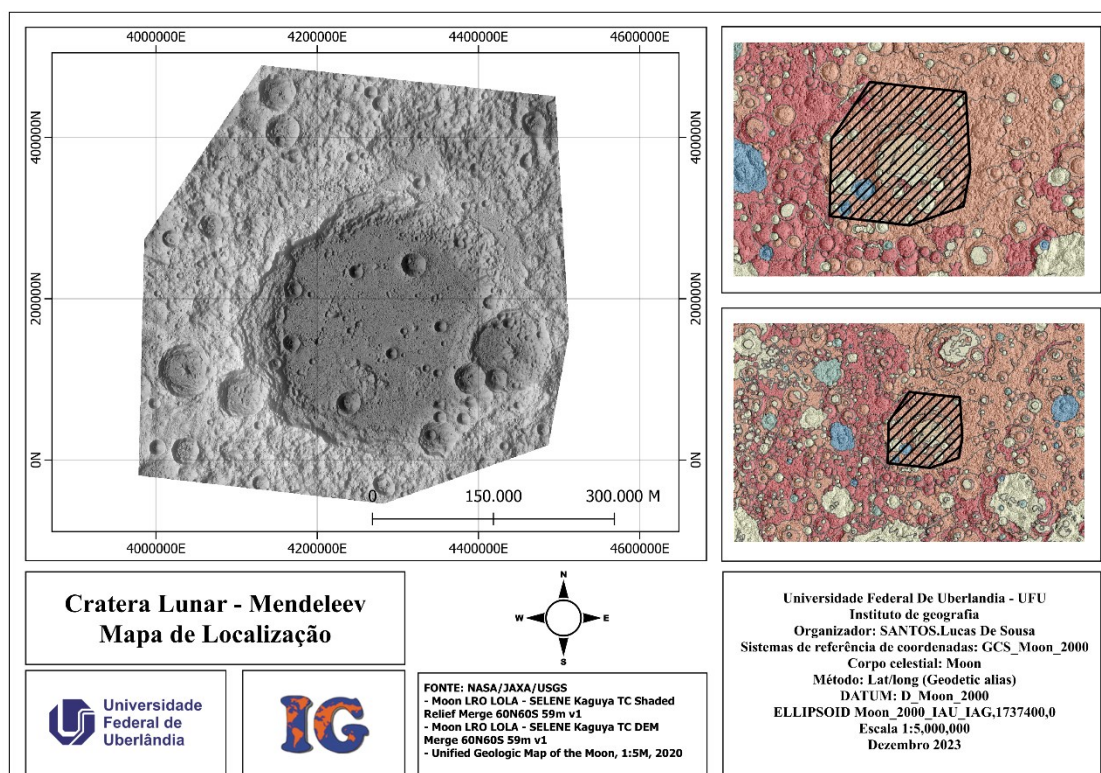 4000000E 4200000E 4400000E 4600000E
400000N 400000N
200000N 200000N
0N 0N
0 150.000 300.000 M
4000000E 4200000E 4400000E 4600000E
Cratera Lunar - Mendeleev
Mapa de Localização
Universidade
Federal de
Uberlândia
IG
N
W E
S
FONTE: NASA/JAXA/USGS
- Moon LRO LOLA - SELENE Kaguya TC Shaded
Relief Merge 60N60S 59m v1
- Moon LRO LOLA - SELENE Kaguya TC DEM
Merge 60N60S 59m v1
- Unified Geologic Map of the Moon, 1:5M, 2020
Universidade Federal De Uberlandia - UFU
Instituto de geografia
Organizador: SANTOS.Lucas De Sousa
Sistemas de referência de coordenadas: GCS_Moon_2000
Corpo celestial: Moon
Método: Lat/long (Geodetic alias)
DATUM: D_Moon_2000
ELLIPSOID Moon_2000_IAU_IAG,1737400,0
Escala 1:5,000,000
Dezembro 2023